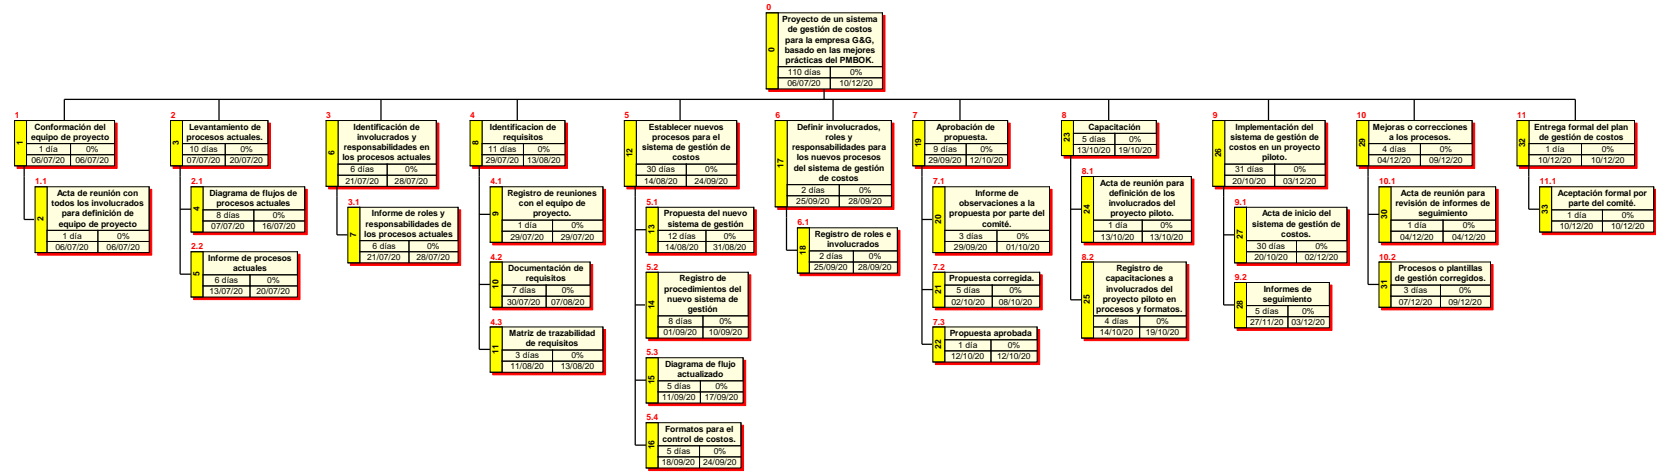 0
0
Proyecto de un sistema
de gestión de costos
para la empresa G&G,
basado en las mejores
prácticas del PMBOK.
110 días 0%
06/07/20 10/12/20
1
1
Conformación del
equipo de proyecto
1 día 0%
06/07/20 06/07/20
1.1
2
Acta de reunión con
todos los involucrados
para definición de
equipo de proyecto
1 día 0%
06/07/20 06/07/20
2
3
Levantamiento de
procesos actuales.
10 días 0%
07/07/20 20/07/20
2.1
4
Diagrama de flujos de
procesos actuales
8 días 0%
07/07/20 16/07/20
2.2
5
Informe de procesos
actuales
6 días 0%
13/07/20 20/07/20
3
6
Identificación de
involucrados y
responsabilidades en
los procesos actuales
6 días 0%
21/07/20 28/07/20
3.1
7
Informe de roles y
responsabilidades de
los procesos actuales
6 días 0%
21/07/20 28/07/20
4
8
Identificacion de
requisitos
11 días 0%
29/07/20 13/08/20
4.1
9
Registro de reuniones
con el equipo de
proyecto.
1 día 0%
29/07/20 29/07/20
4.2
10
Documentación de
requisitos
7 días 0%
30/07/20 07/08/20
4.3
11
Matriz de trazabilidad
de requisitos
3 días 0%
11/08/20 13/08/20
5
12
Establecer nuevos
procesos para el
sistema de gestión de
costos
30 días 0%
14/08/20 24/09/20
5.1
13
Propuesta del nuevo
sistema de gestión
12 días 0%
14/08/20 31/08/20
5.2
14
Registro de
procedimientos del
nuevo sistema de
gestión
8 días 0%
01/09/20 10/09/20
5.3
15
Diagrama de flujo
actualizado
5 días 0%
11/09/20 17/09/20
5.4
16
Formatos para el
control de costos.
5 días 0%
18/09/20 24/09/20
6
17
Definir involucrados,
roles y
responsabilidades para
los nuevos procesos
del sistema de gestión
de costos
2 días 0%
25/09/20 28/09/20
6.1
18
Registro de roles e
involucrados
2 días 0%
25/09/20 28/09/20
7
19
Aprobación de
propuesta.
9 días 0%
29/09/20 12/10/20
7.1
20
Informe de
observaciones a la
propuesta por parte del
comité.
3 días 0%
29/09/20 01/10/20
7.2
21
Propuesta corregida.
5 días 0%
02/10/20 08/10/20
7.3
22
Propuesta aprobada
1 día 0%
12/10/20 12/10/20
8
23
Capacitación
5 días 0%
13/10/20 19/10/20
8.1
24
Acta de reunión para
definición de los
involucrados del
proyecto piloto.
1 día 0%
13/10/20 13/10/20
8.2
25
Registro de
capacitaciones a
involucrados del
proyecto piloto en
procesos y formatos.
4 días 0%
14/10/20 19/10/20
9
26
Implementación del
sistema de gestión de
costos en un proyecto
piloto.
31 días 0%
20/10/20 03/12/20
9.1
27
Acta de inicio del
sistema de gestión de
costos.
30 días 0%
20/10/20 02/12/20
9.2
28
Informes de
seguimiento
5 días 0%
27/11/20 03/12/20
10
29
Mejoras o correcciones
a los procesos.
4 días 0%
04/12/20 09/12/20
10.1
30
Acta de reunión para
revisión de informes de
seguimiento
1 día 0%
04/12/20 04/12/20
10.2
31
Procesos o plantillas
de gestión corregidos.
3 días 0%
07/12/20 09/12/20
11
32
Entrega formal del plan
de gestión de costos
1 día 0%
10/12/20 10/12/20
11.1
33
Aceptación formal por
parte del comité.
1 día 0%
10/12/20 10/12/20